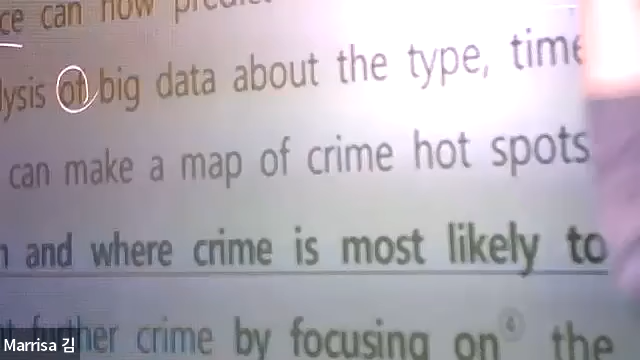 ce can now
lysis of big data about the type, time
can make a map of crime hot spots
and where crime is most likely to
further crime by focusing on ④ the
Marrisa 김